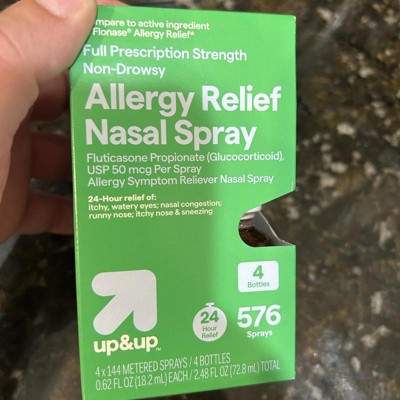 mpare to active ingredient
Flonase® Allergy Relief*
Full Prescription Strength
Non-Drowsy
Allergy Relief
Nasal Spray
Fluticasone Propionate (Glucocorticoid),
USP 50 mcg Per Spray
Allergy Symptom Reliever Nasal Spray
24-Hour relief of:
itchy, watery eyes; nasal congestion;
runny nose; itchy nose & sneezing
4
Bottles
24
Hour
Relief
576
Sprays
up&up™
4 x 144 METERED SPRAYS / 4 BOTTLES
0.62 FL OZ (18.2 mL) EACH / 2.48 FL OZ (72.8 mL) TOTAL